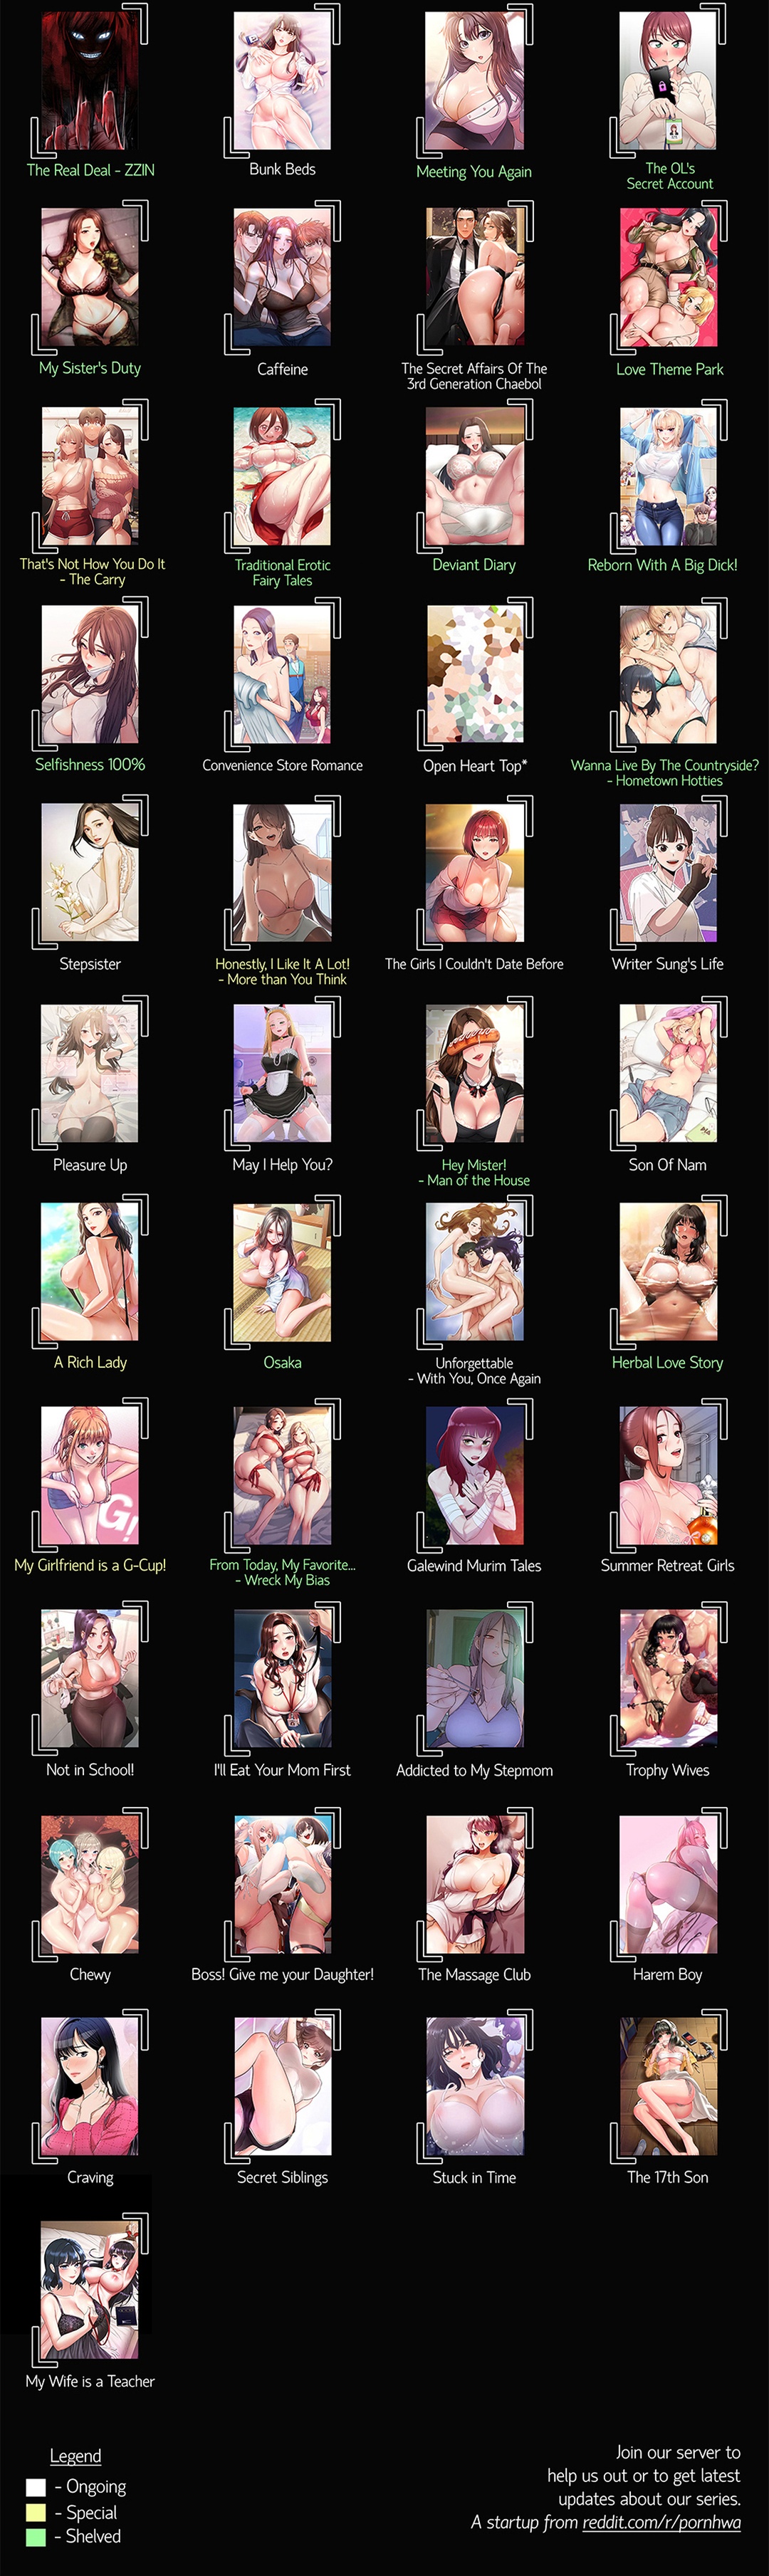 The Real Deal - ZZIN
Bunk Beds
Meeting You Again
The OL's
Secret Account
My Sister's Duty
Caffeine
The Secret Affairs Of The
3rd Generation Chaebol
Love Theme Park
That's Not How You Do It
- The Carry
Traditional Erotic
Fairy Tales
Deviant Diary
Reborn With A Big Dick!
Selfishness 100%
Convenience Store Romance
Open Heart Top*
Wanna Live By The Countryside?
- Hometown Hotties
Stepsister
Honestly, I Like It A Lot!
- More than You Think
The Girls I Couldn't Date Before
Writer Sung's Life
Pleasure Up
May I Help You?
Hey Mister!
- Man of the House
Son Of Nam
A Rich Lady
Osaka
Unforgettable
- With You, Once Again
Herbal Love Story
G!
My Girlfriend is a G-Cup!
From Today, My Favorite...
- Wreck My Bias
Galewind Murim Tales
Summer Retreat Girls
Not in School!
I'll Eat Your Mom First
Addicted to My Stepmom
Trophy Wives
Chewy
Boss! Give me your Daughter!
The Massage Club
Harem Boy
Craving
Secret Siblings
Stuck in Time
The 17th Son
My Wife is a Teacher
Legend
- Ongoing
- Special
- Shelved
Join our server to
help us out or to get latest
updates about our series.
A startup from reddit.com/r/pornhwa